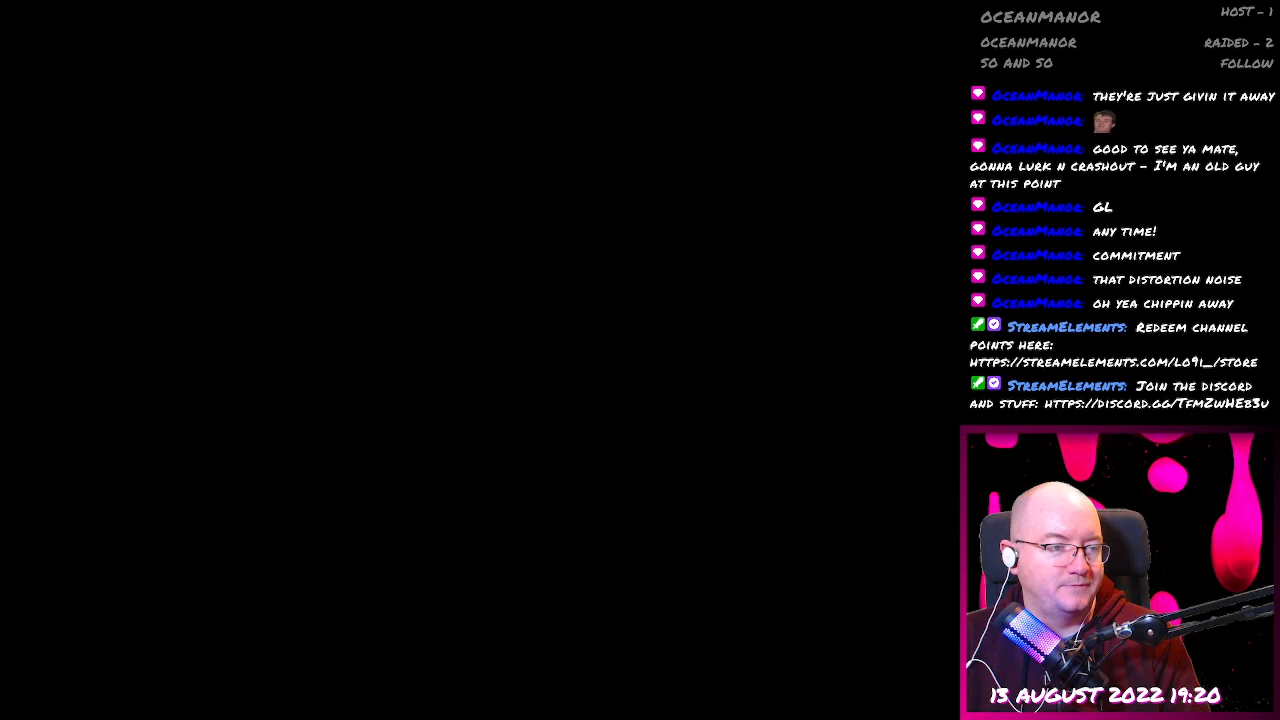 OCEANMANOR HOST - 1
OCEANMANOR RAIDED - 2
SO AND SO FOLLOW
OCEANMANOR: THEY'RE JUST GIVIN IT AWAY
OCEANMANOR:
OCEANMANOR: GOOD TO SEE YA MATE,
GONNA LURK N CRASHOUT - I'M AN OLD GUY
AT THIS POINT
OCEANMANOR: GL
OCEANMANOR: ANY TIME!
OCEANMANOR: COMMITMENT
OCEANMANOR: THAT DISTORTION NOISE
OCEANMANOR: OH YEA CHIPPIN AWAY
STREAMELEMENTS: REDEEM CHANNEL
POINTS HERE:
HTTPS://STREAMELEMENTS.COM/LO9I_/STORE
STREAMELEMENTS: JOIN THE DISCORD
AND STUFF: HTTPS://DISCORD.GG/TFMZWHEB3U
13 AUGUST 2022 19:20